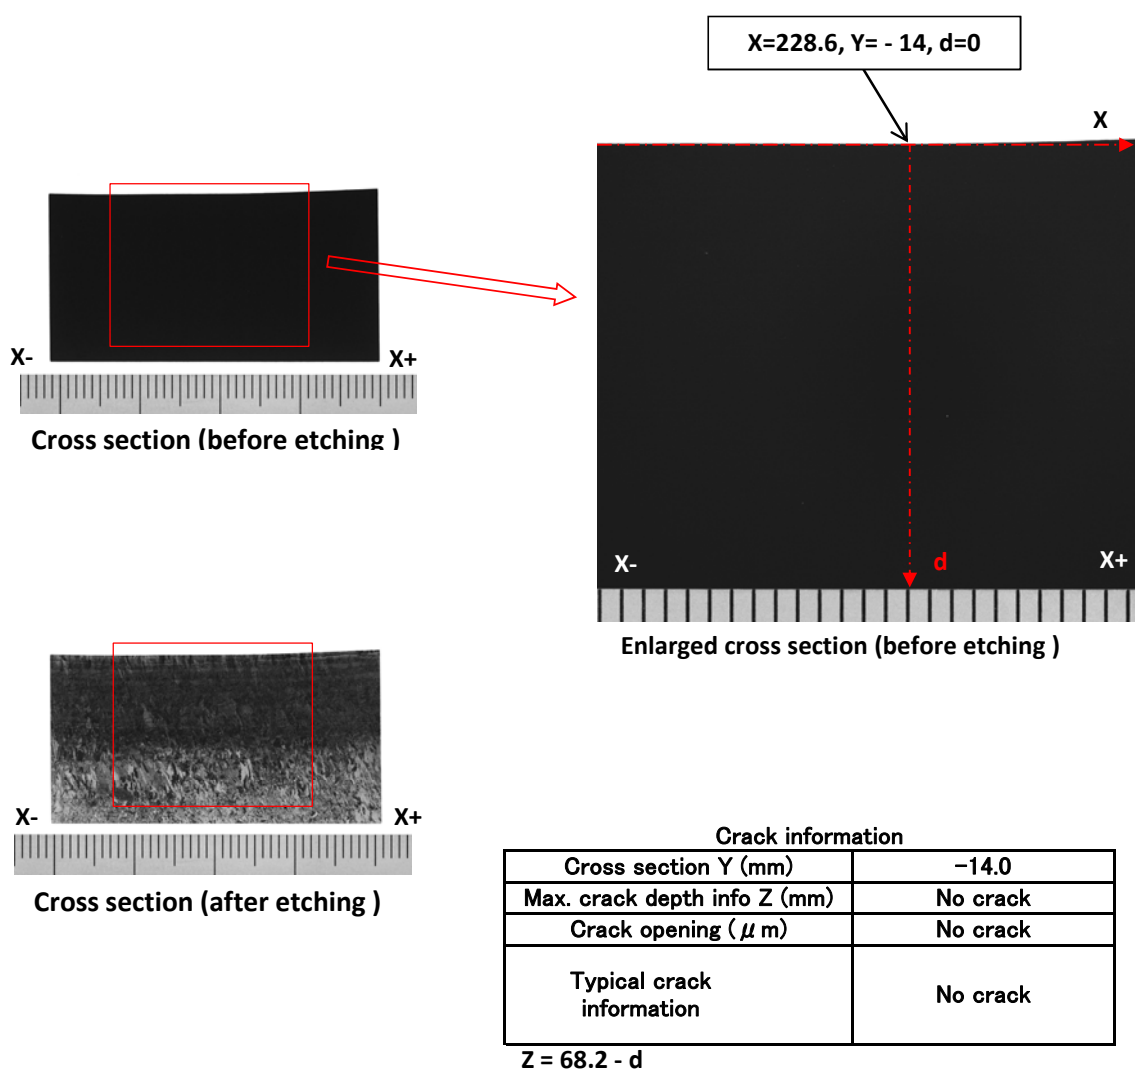 X=228.6, Y= - 14, d=0
X
X-
X+
Cross section (before etching )
d
X-
X+
Enlarged cross section (before etching )
X-
X+
Cross section (after etching )
Crack information
Cross section Y (mm)
−14.0
Max. crack depth info Z (mm)
No crack
Crack opening ( μ m)
No crack
Typical crack
information
No crack
Z = 68.2 - d